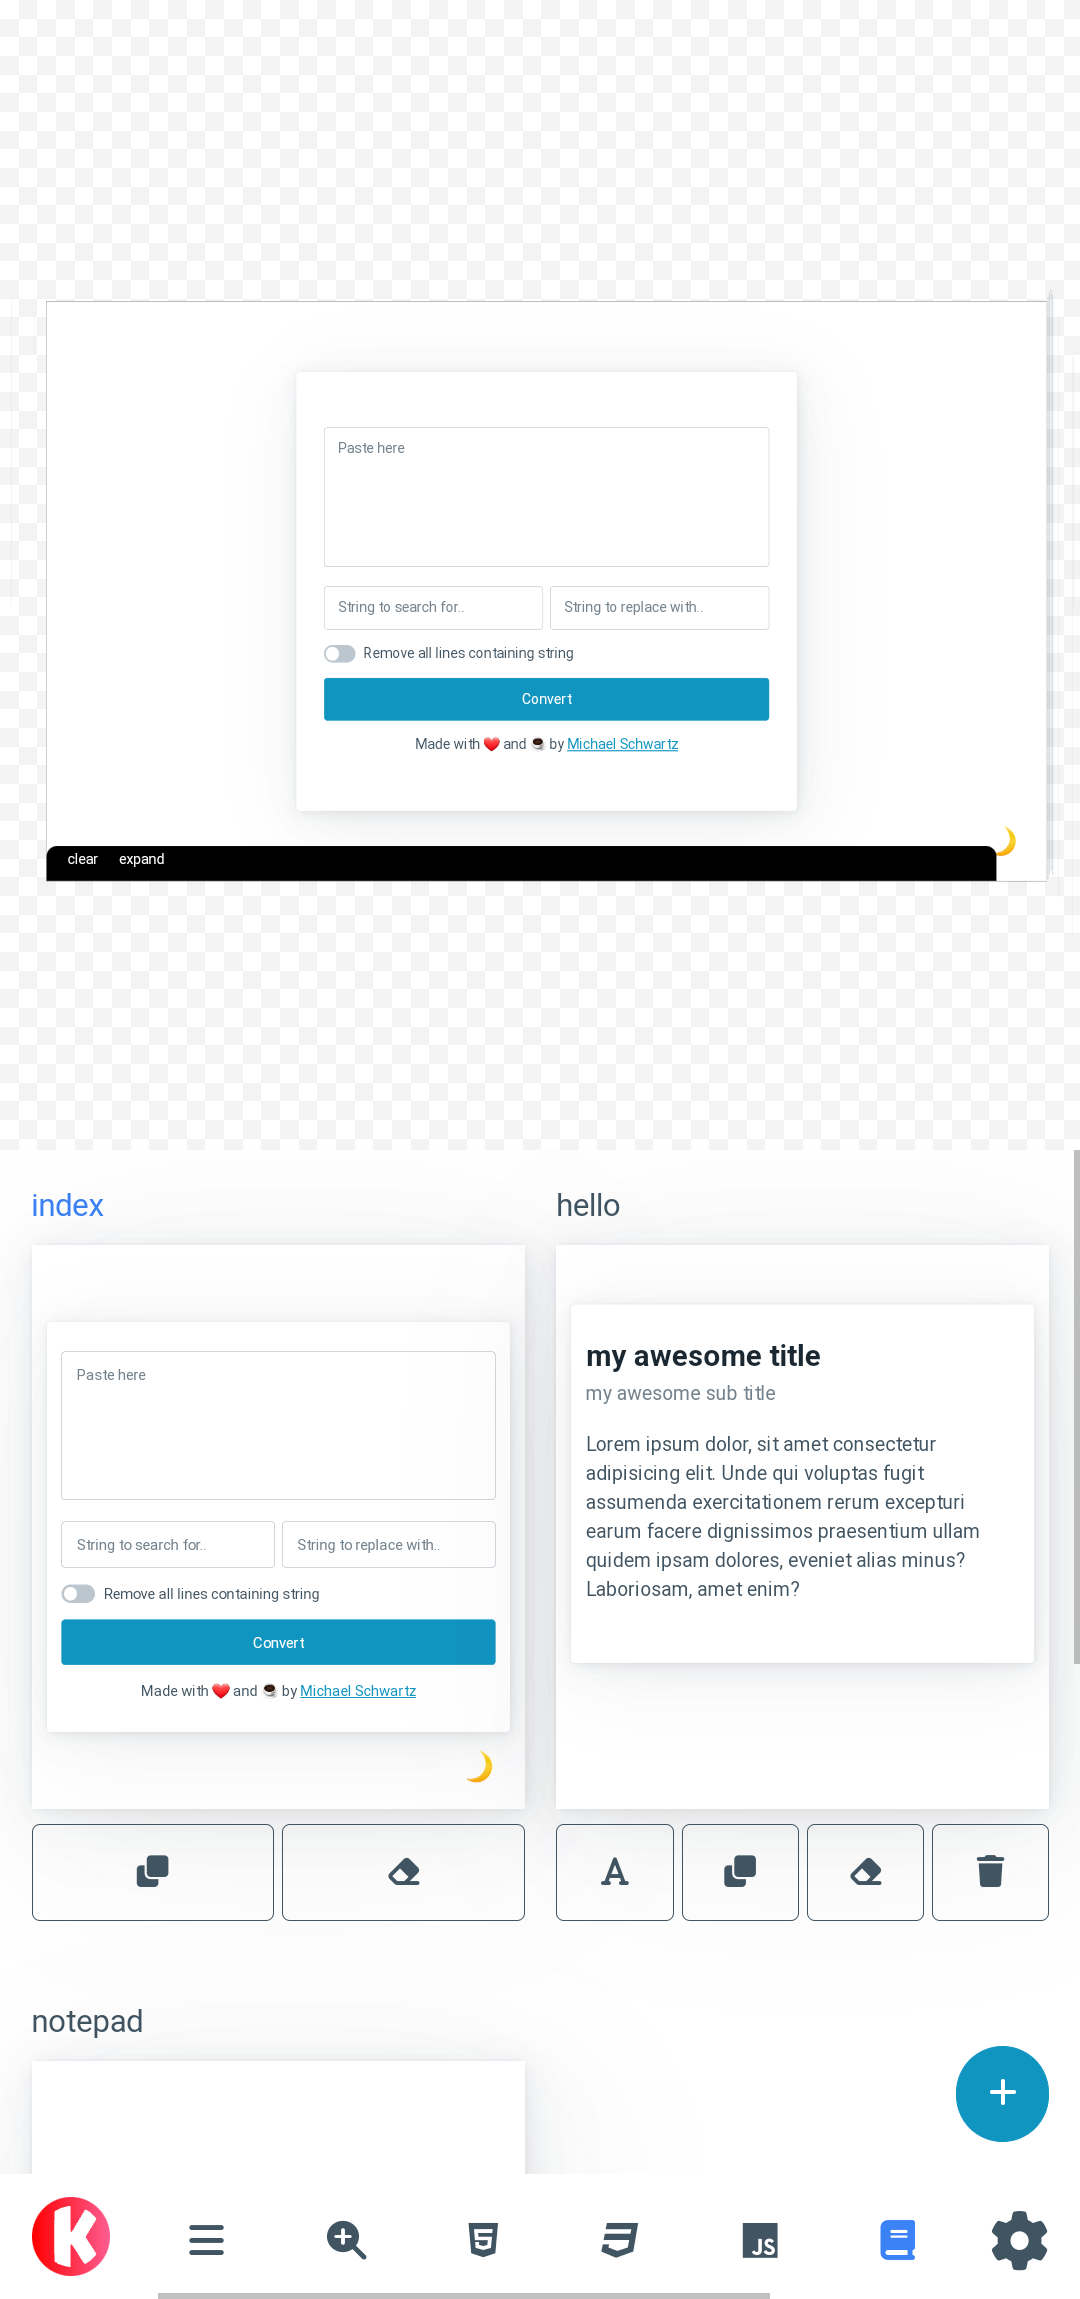 Paste here
String to search for..
String to replace with..
Remove all lines containing string
Convert
Made with ❤️ and ☕ by Michael Schwartz
clear expand
index
Paste here
String to search for..
String to replace with..
Remove all lines containing string
Convert
Made with ❤️ and ☕ by Michael Schwartz
hello
my awesome title
my awesome sub title
Lorem ipsum dolor, sit amet consectetur
adipisicing elit. Unde qui voluptas fugit
assumenda exercitationem rerum excepturi
earum facere dignissimos praesentium ullam
quidem ipsam dolores, eveniet alias minus?
Laboriosam, amet enim?
A
notepad
K
5
3
JS